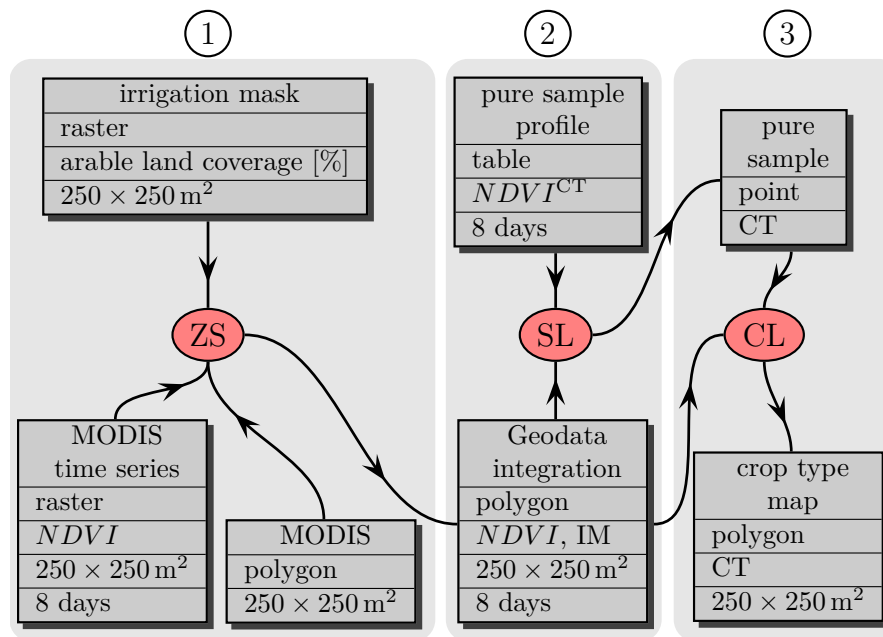 1
irrigation mask
raster
arable land coverage [%]
250 × 250 m²
ZS
MODIS
time series
raster
NDVI
250 × 250 m²
8 days
MODIS
polygon
250 × 250 m²
2
pure sample
profile
table
NDVI^CT
8 days
SL
Geodata
integration
polygon
NDVI, IM
250 × 250 m²
8 days
3
pure
sample
point
CT
CL
crop type
map
polygon
CT
250 × 250 m²